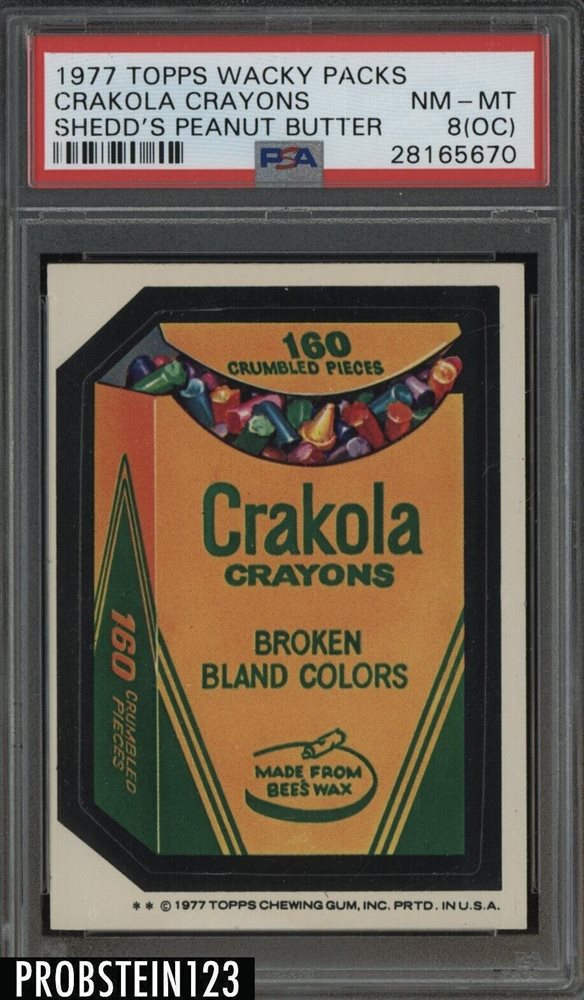 1977 TOPPS WACKY PACKS
CRAKOLA CRAYONS NM - MT
SHEDD'S PEANUT BUTTER 8(OC)
PSA 28165670
160
CRUMBLED PIECES
Crakola
CRAYONS
BROKEN
BLAND COLORS
160 CRUMBLED
PIECES
MADE FROM
BEE'S WAX
** © 1977 TOPPS CHEWING GUM, INC. PRTD. IN U.S.A.
PROBSTEIN123